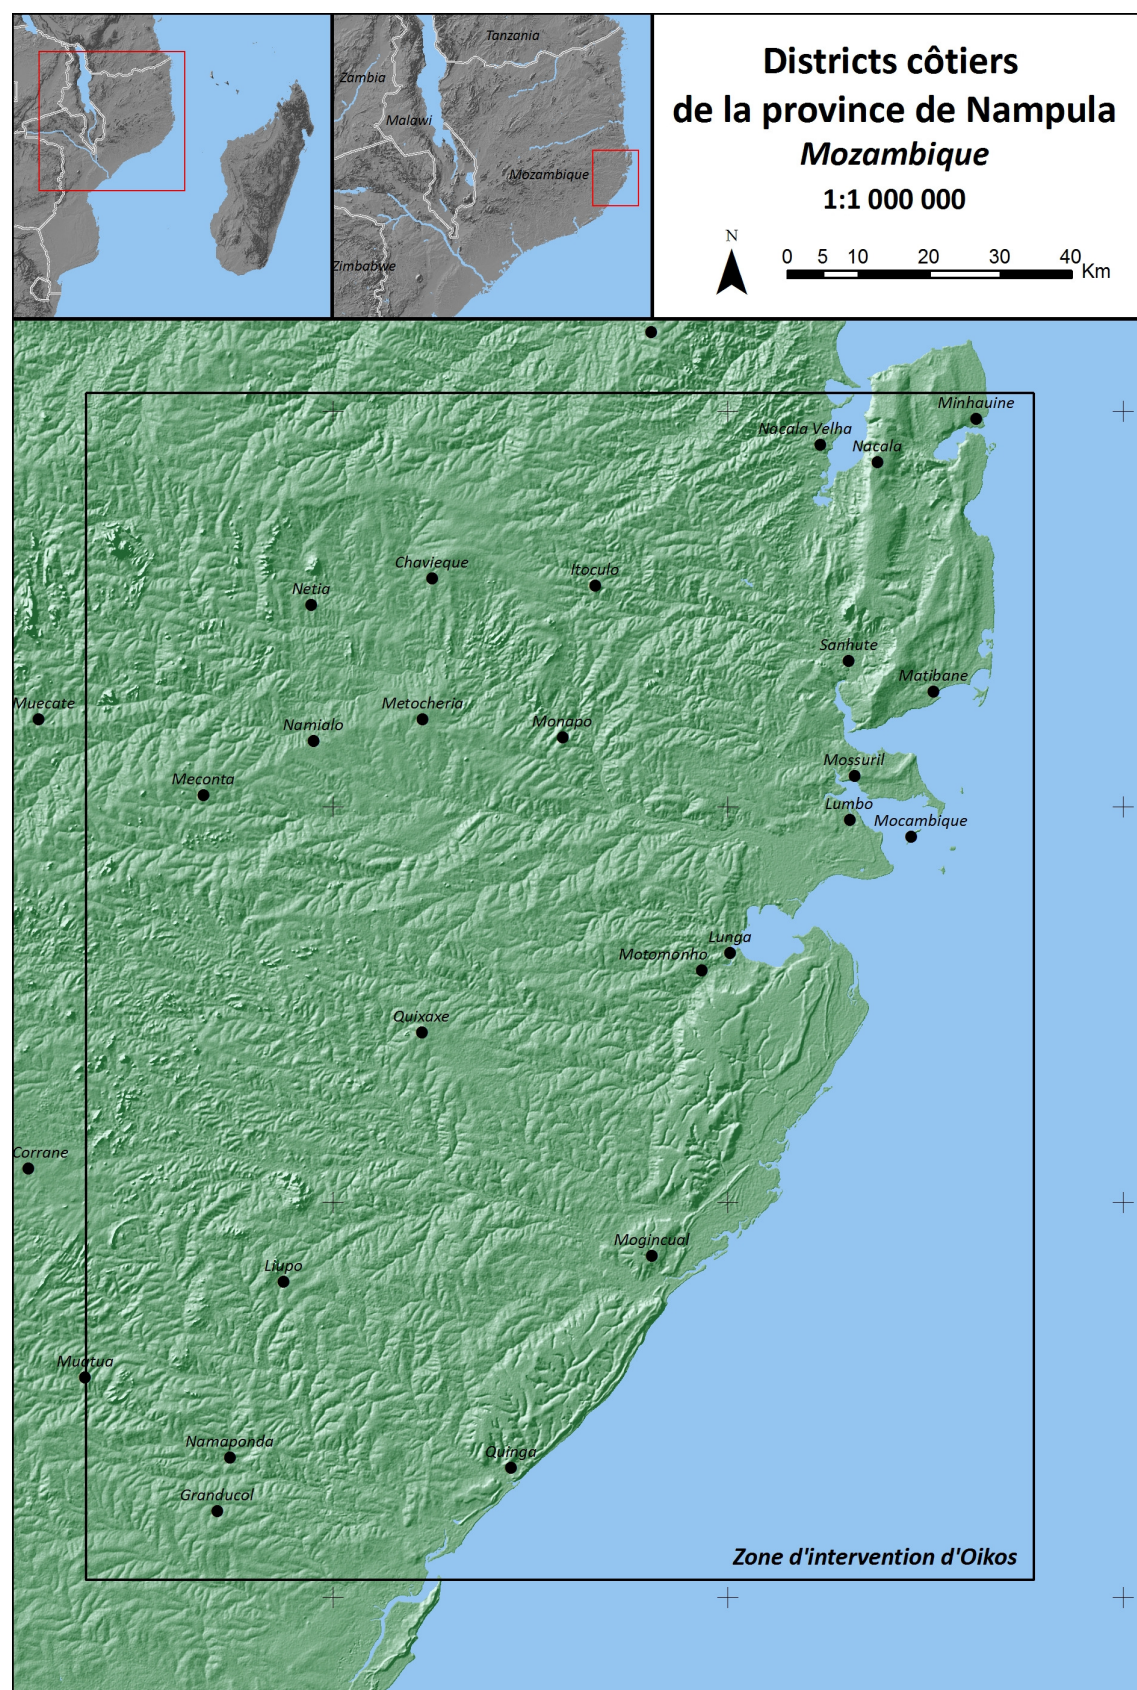 Tanzania
Zambia
Malawi
Mozambique
Zimbabwe
Districts côtiers
de la province de Nampula
Mozambique
1:1 000 000
N
0 5 10 20 30 40 Km
Minhauine
Nacala Velha
Nacala
Chavieque
Itoculo
Netia
Sanhute
Matibane
Muecate
Metocheria
Monapo
Namialo
Mossuril
Meconta
Lumbo
Mocambique
Lunga
Motomonho
Quixaxe
Corrane
Mogincual
Liupo
Muatua
Namaponda
Quinga
Granducol
Zone d'intervention d'Oikos